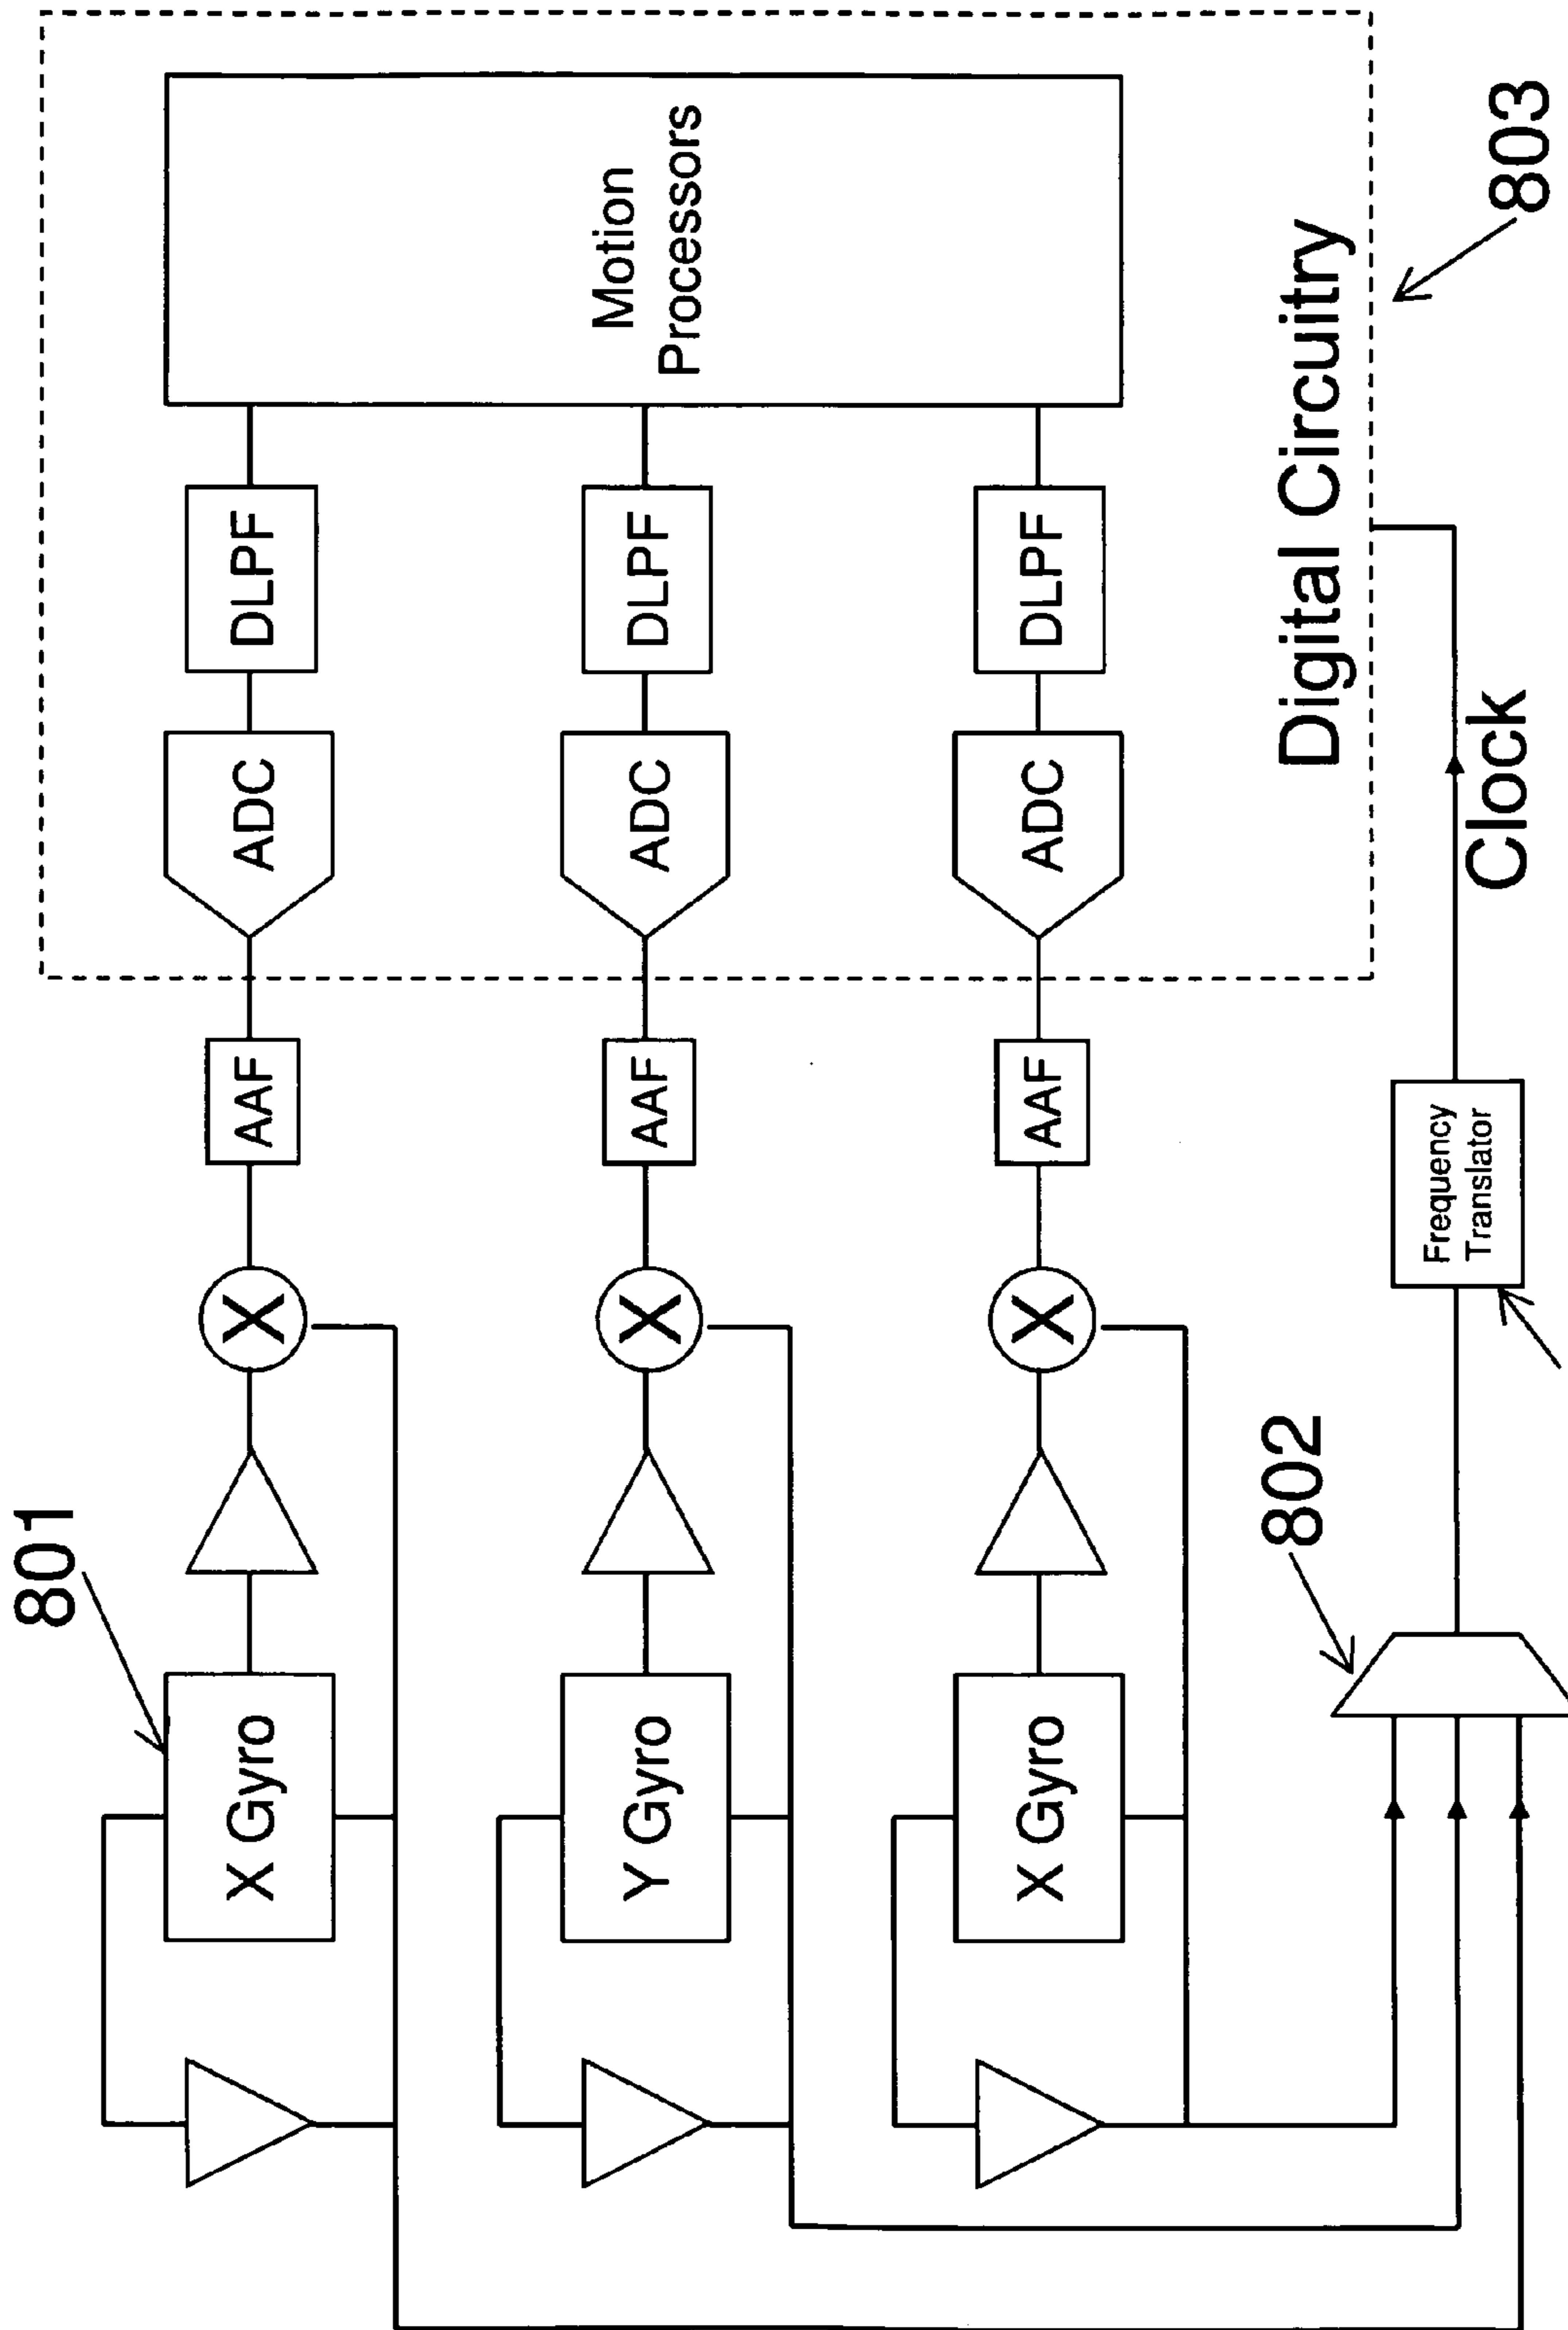 801
X Gyro
AAF
ADC
DLPF
Motion
Processors
Y Gyro
AAF
ADC
DLPF
X Gyro
AAF
ADC
DLPF
Digital Circuitry
802
Frequency
Translator
Clock
803
X
X
X